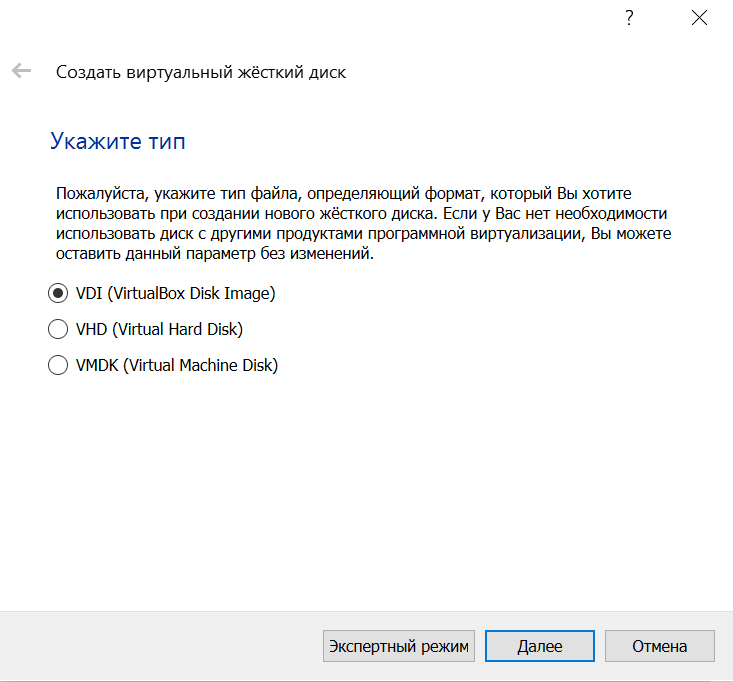 ?
Создать виртуальный жёсткий диск
Укажите тип
Пожалуйста, укажите тип файла, определяющий формат, который Вы хотите
использовать при создании нового жёсткого диска. Если у Вас нет необходимости
использовать диск с другими продуктами программной виртуализации, Вы можете
оставить данный параметр без изменений.
VDI (VirtualBox Disk Image)
VHD (Virtual Hard Disk)
VMDK (Virtual Machine Disk)
Экспертный режим Далее Отмена